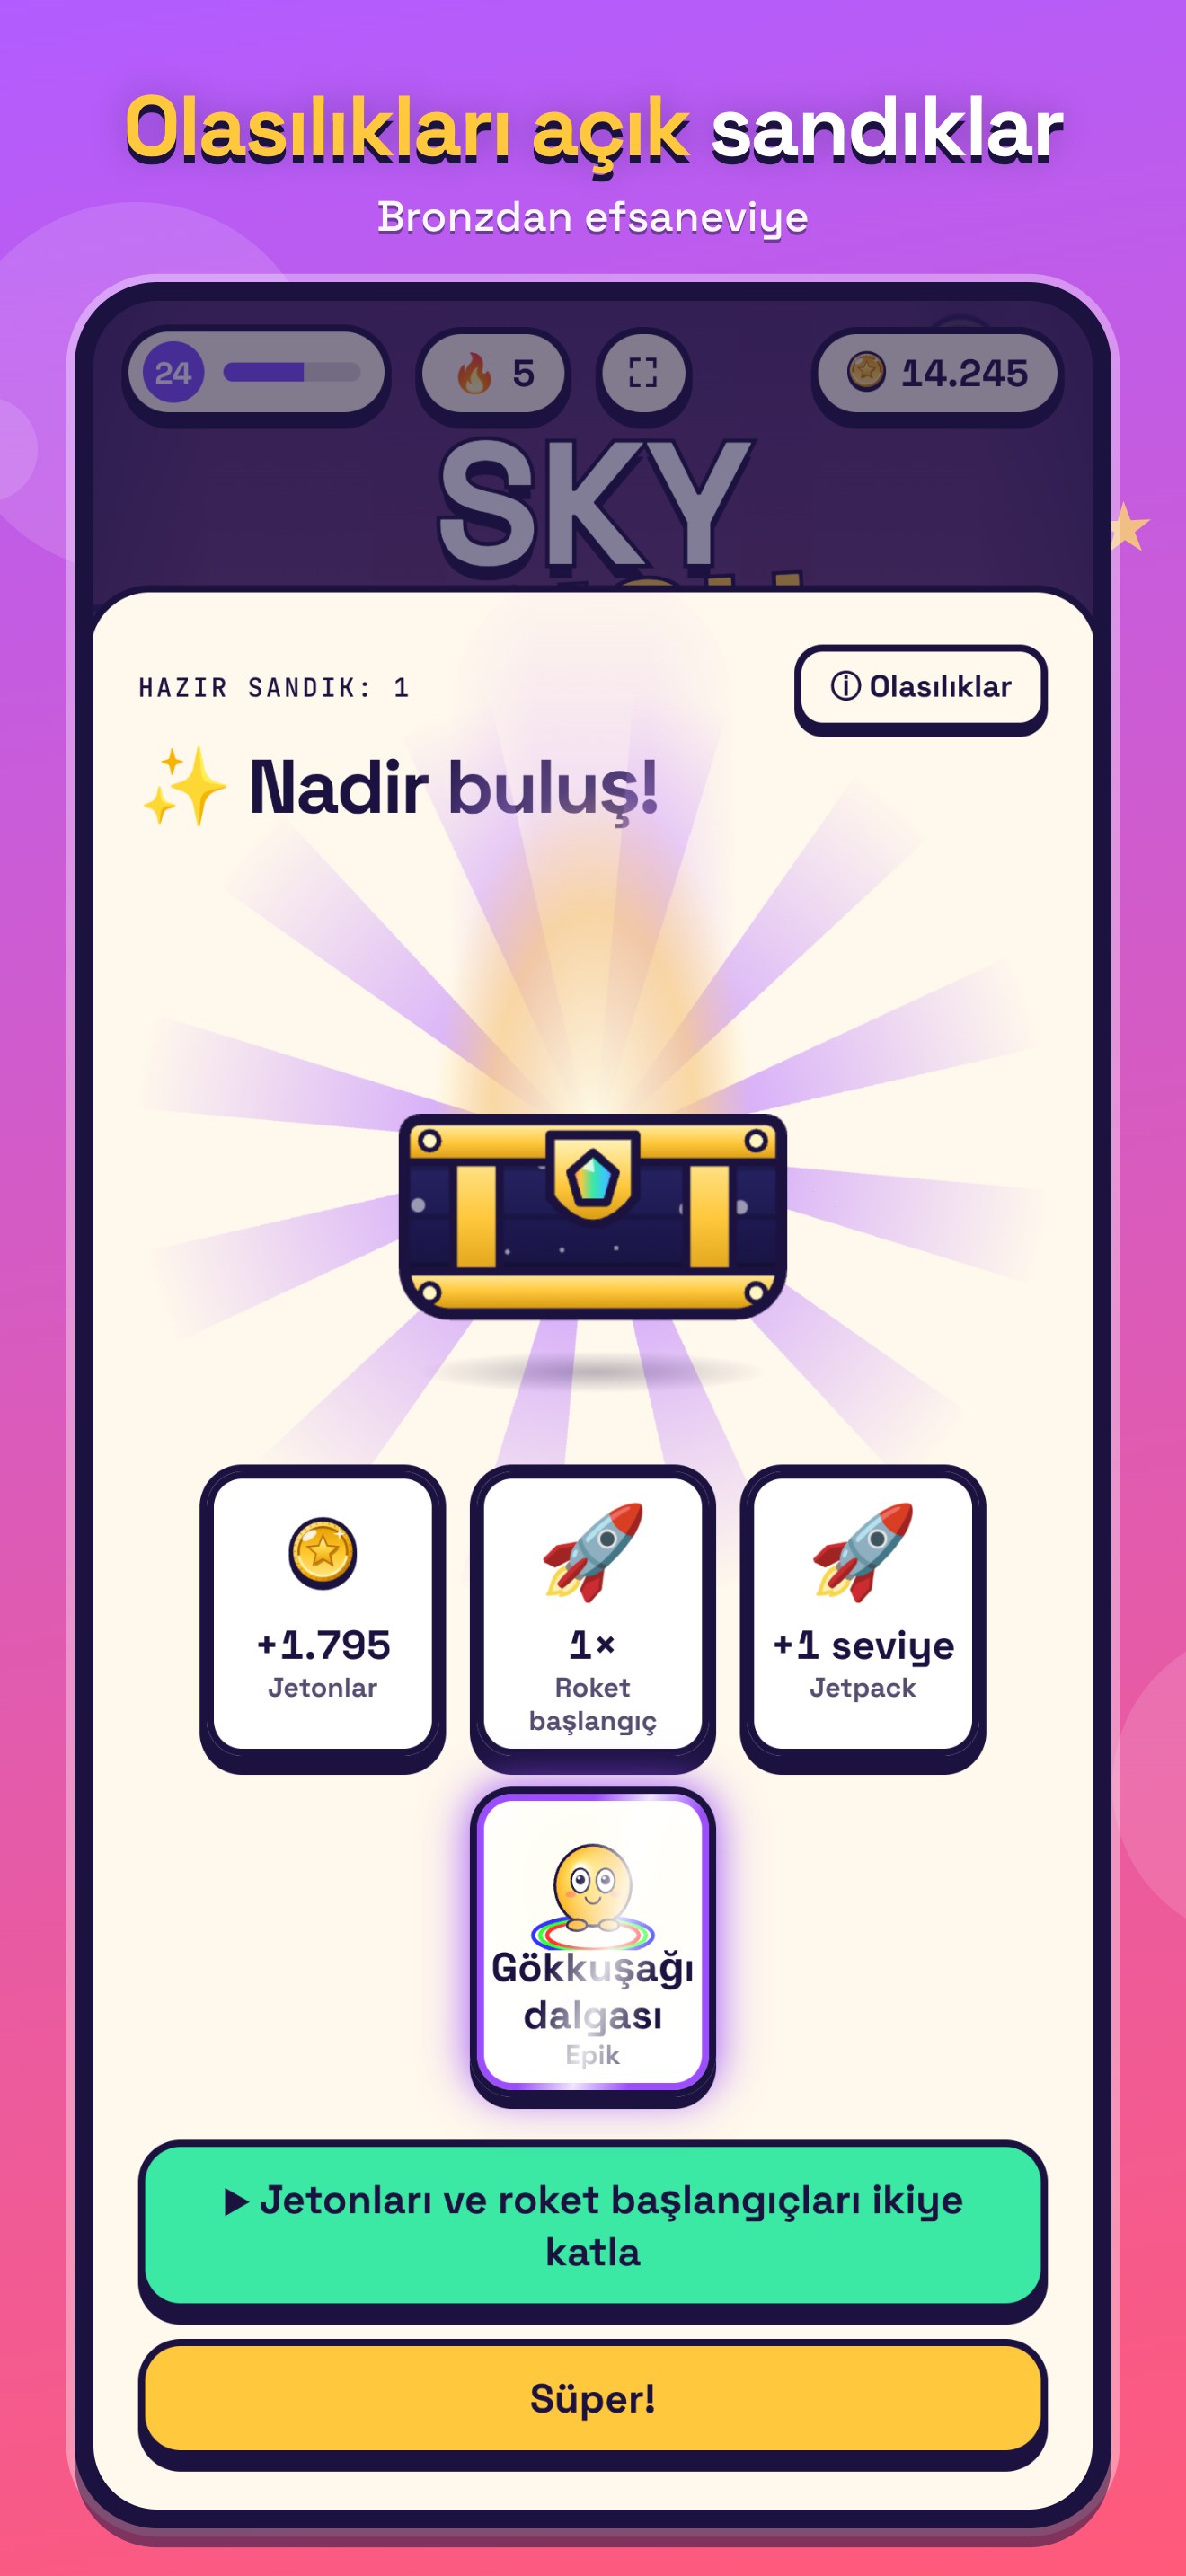 Olasılıkları açık sandıklar
Bronzdan efsaneviye
24
5
14.245
SKY
HAZIR SANDIK: 1
ⓘ Olasılıklar
✨ Nadir buluş!
+1.795
Jetonlar
1×
Roket
başlangıç
+1 seviye
Jetpack
Gökkuşağı
dalgası
Epik
▶ Jetonları ve roket başlangıçları ikiye
katla
Süper!